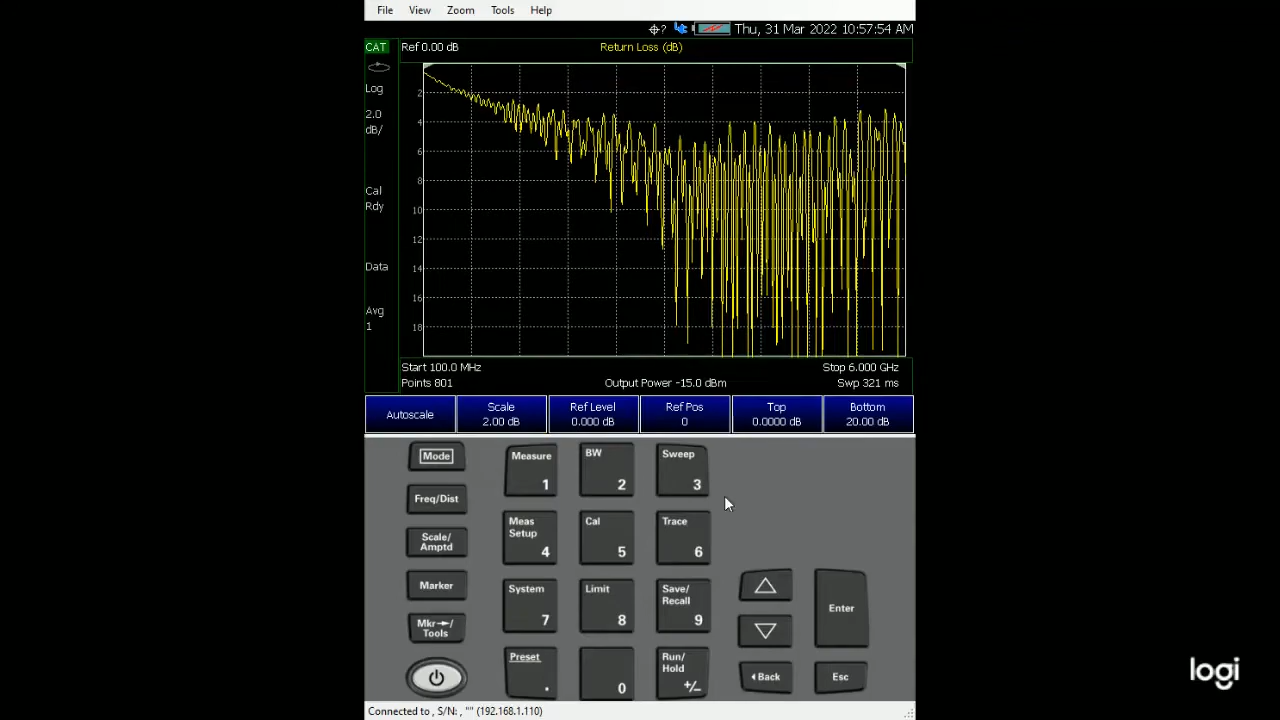 File View Zoom Tools Help
? Thu, 31 Mar 2022 10:57:54 AM
CAT Ref 0.00 dB Return Loss (dB)
Log
2.0
dB/
Cal
Rdy
Data
Avg
1
2
4
6
8
10
12
14
16
18
Start 100.0 MHz Stop 6.000 GHz
Points 801 Output Power -15.0 dBm Swp 321 ms
Autoscale
Scale
2.00 dB
Ref Level
0.000 dB
Ref Pos
0
Top
0.0000 dB
Bottom
20.00 dB
Mode
Measure
1
BW
2
Sweep
3
Freq/Dist
Scale/
Amptd
Meas
Setup
4
Cal
5
Trace
6
Marker
System
7
Limit
8
Save/
Recall
9
Enter
Mkr→/
Tools
Preset
.
0
Run/
Hold
+/-
Back
Esc
logi
Connected to , S/N: , "" (192.168.1.110)